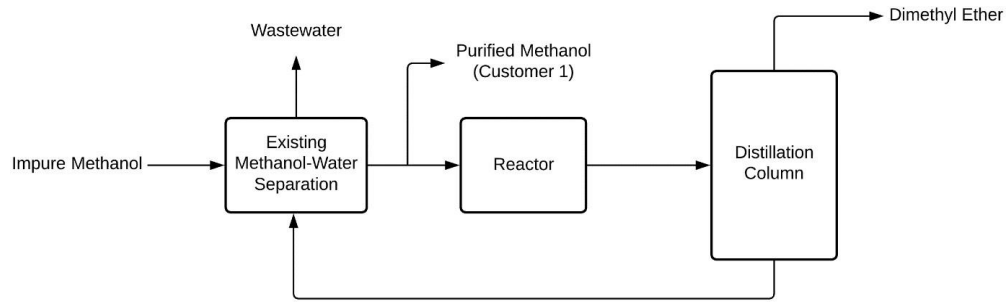 Dimethyl Ether
Wastewater
Purified Methanol
(Customer 1)
Impure Methanol
Existing
Methanol-Water
Separation
Reactor
Distillation
Column